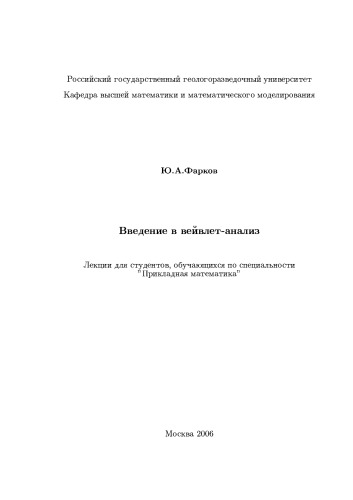 Российский государственный геологоразведочный университет
Кафедра высшей математики и математического моделирования
Ю.А.Фарков
Введение в вейвлет-анализ
Лекции для студентов, обучающихся по специальности
"Прикладная математика"
Москва 2006